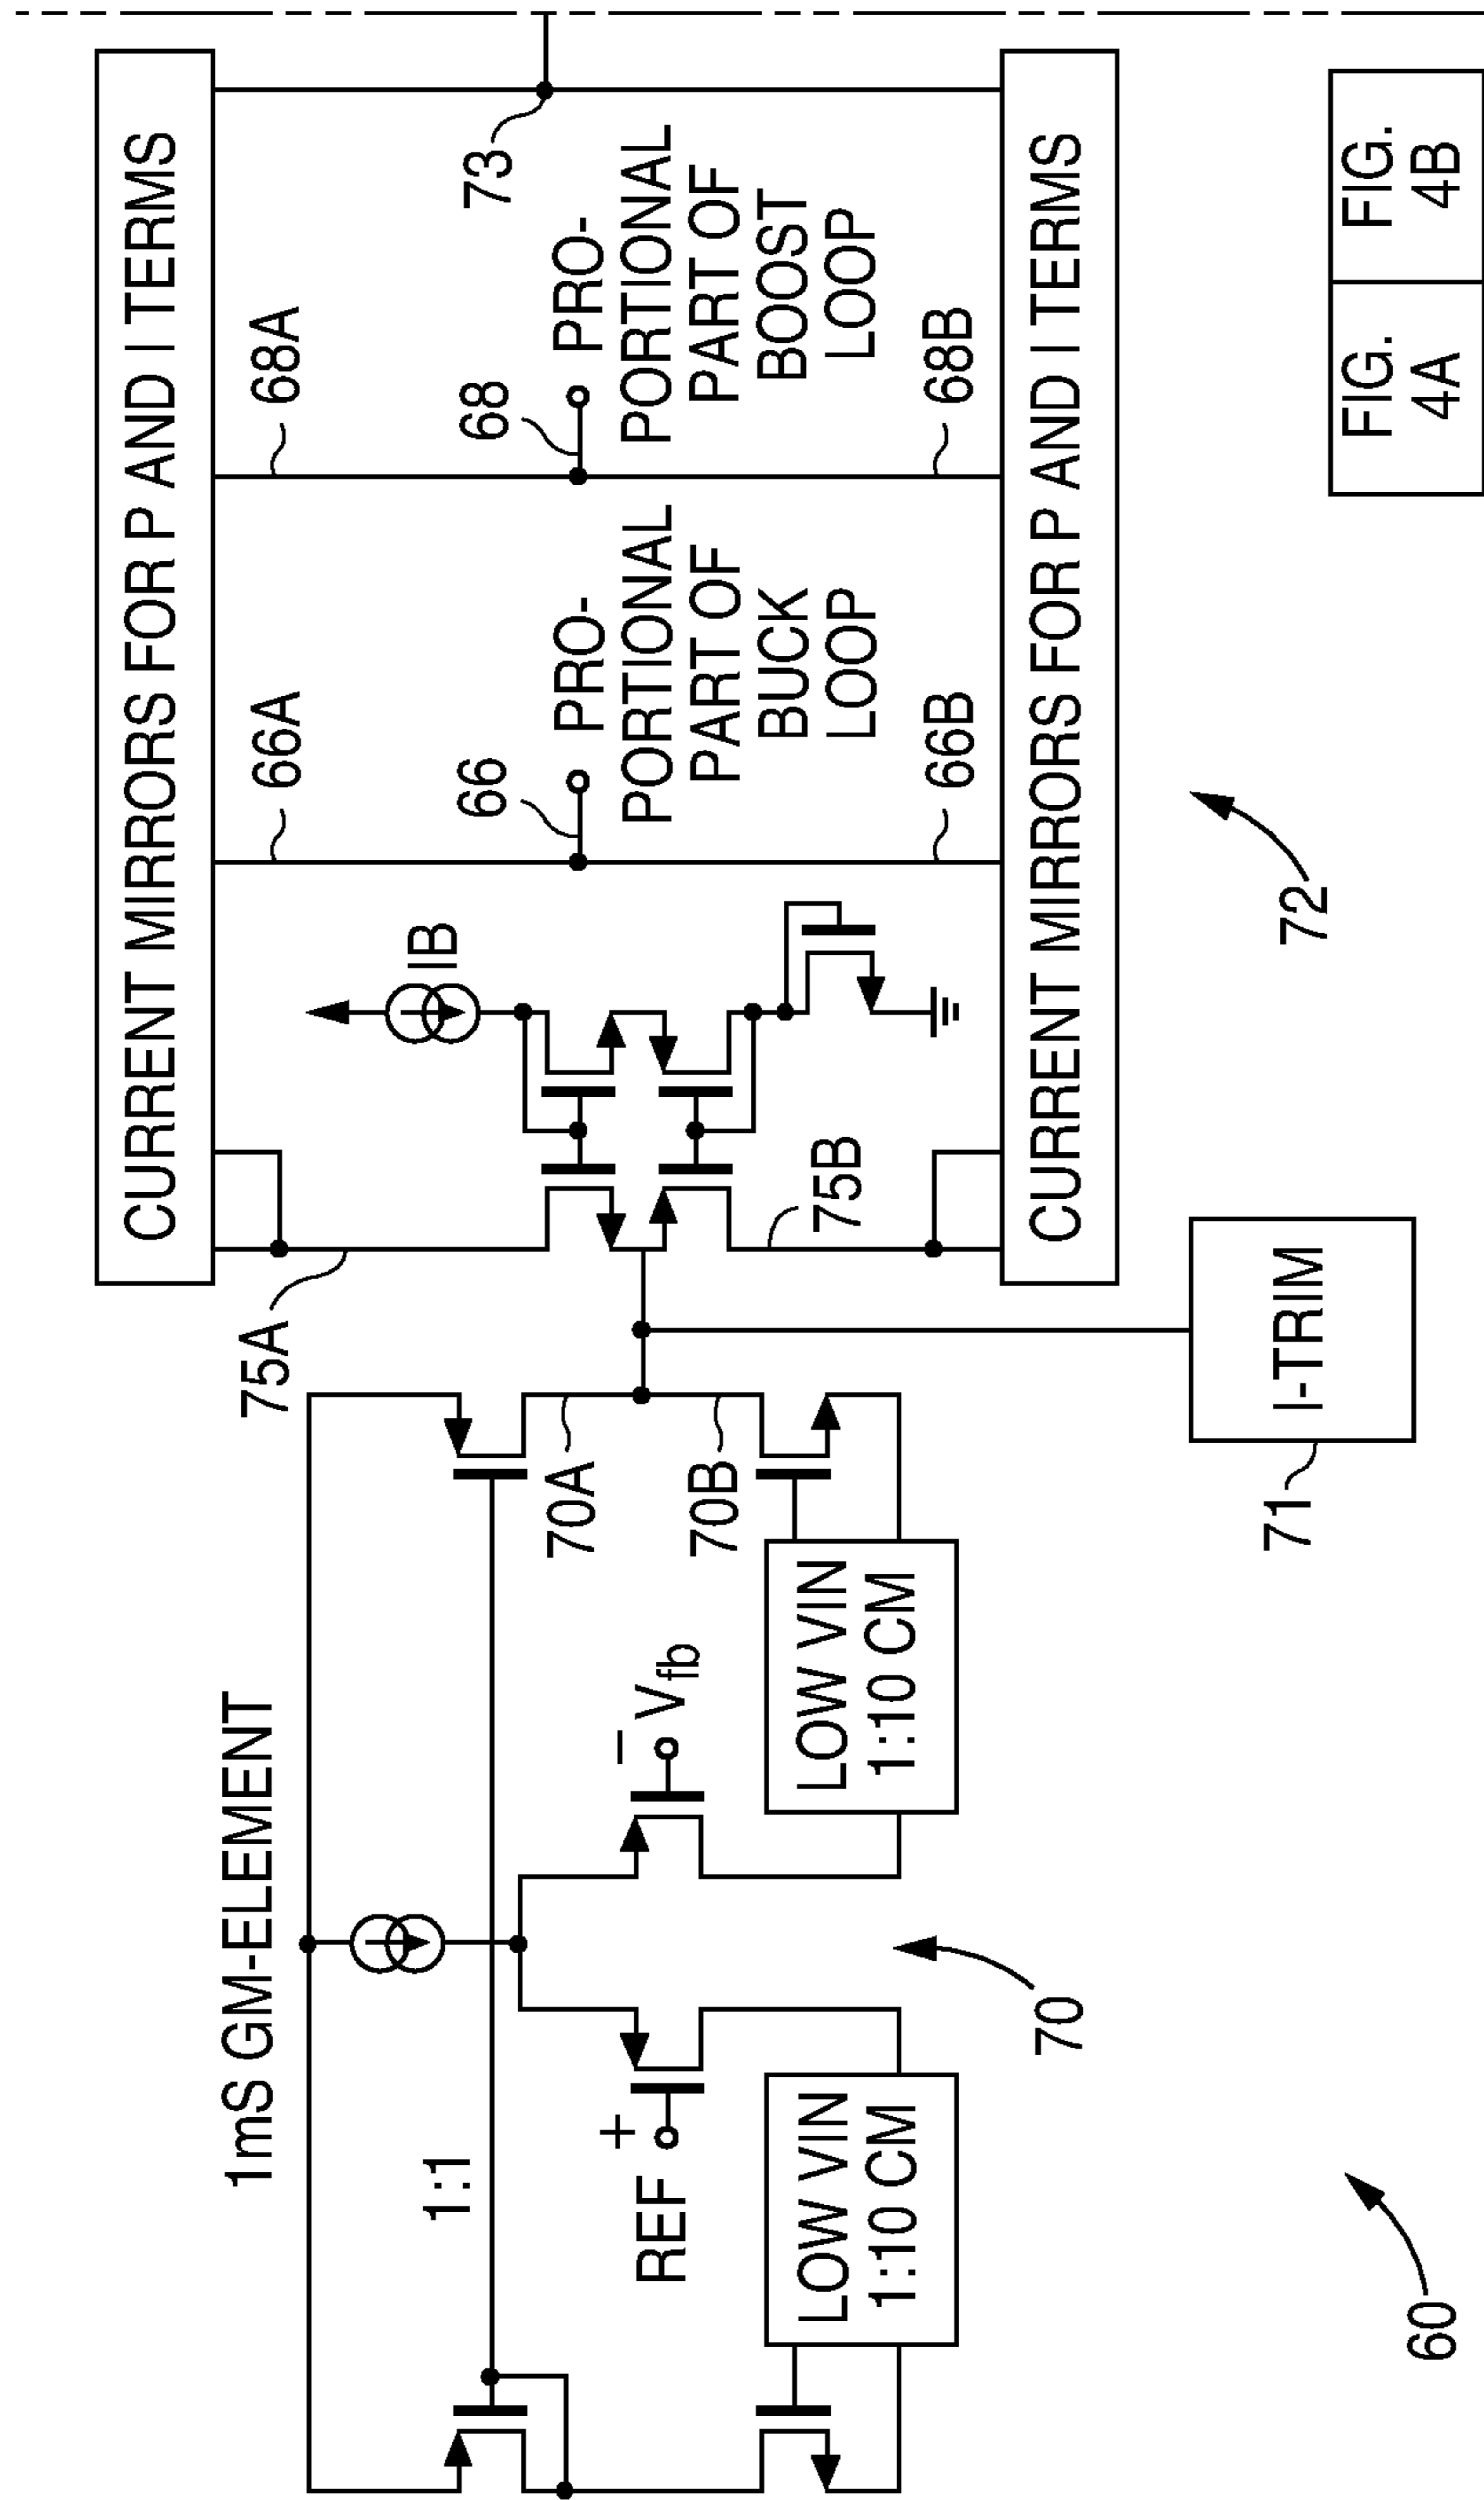 1mS GM-ELEMENT
1:1
REF +
− Vfb
LOW VIN
1:10 CM
LOW VIN
1:10 CM
70A
70B
70
60
75A
75B
71
I-TRIM
CURRENT MIRRORS FOR P AND I TERMS
IB
66A
66
PRO-
PORTIONAL
PART OF
BUCK
LOOP
66B
68A
68
PRO-
PORTIONAL
PART OF
BOOST
LOOP
68B
73
CURRENT MIRRORS FOR P AND I TERMS
72
FIG.
4A
FIG.
4B